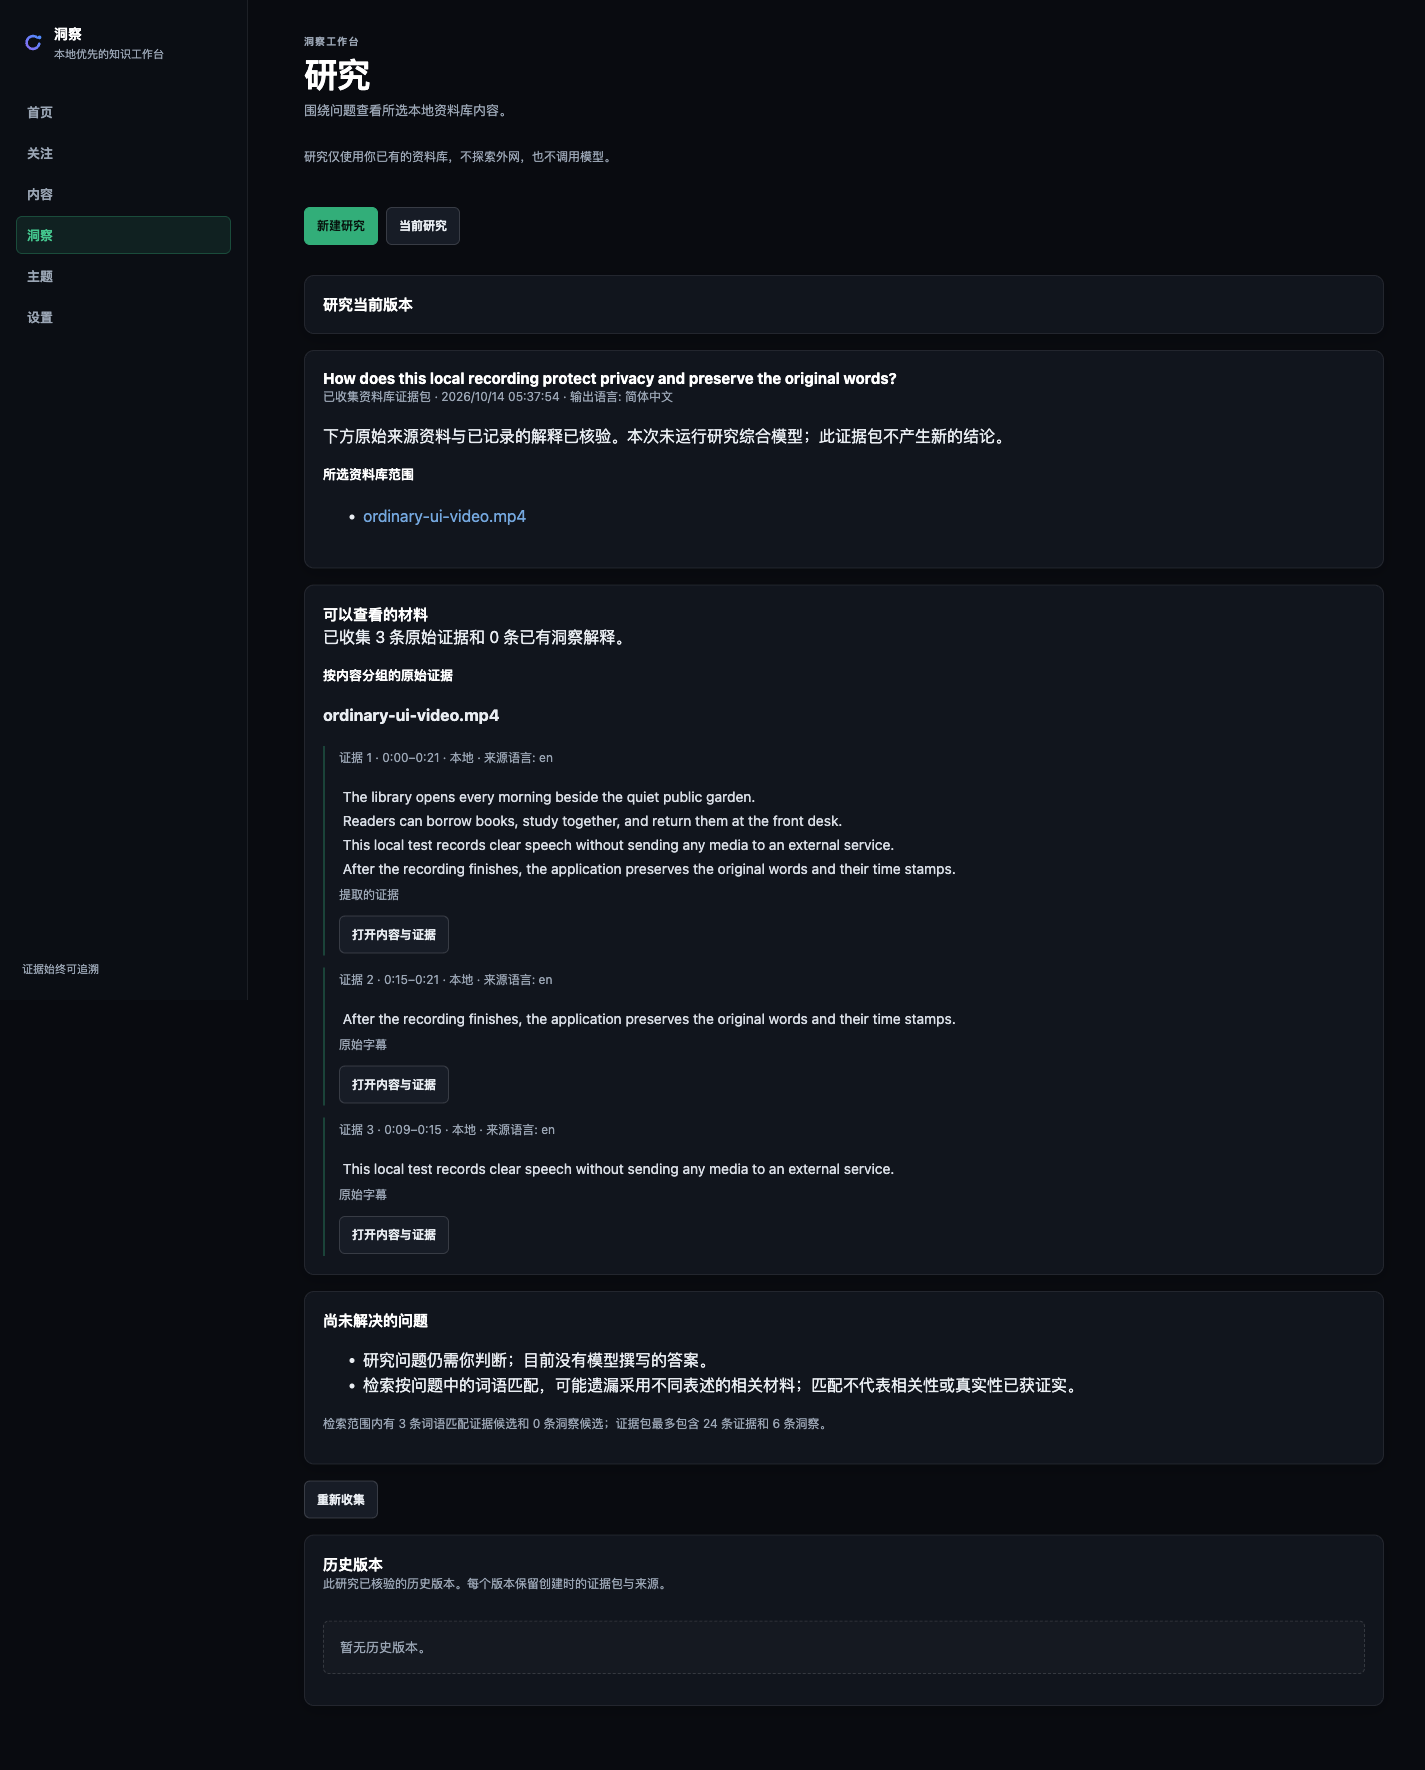 洞察
本地优先的知识工作台
首页
关注
内容
洞察
主题
设置
证据始终可追溯
洞察工作台
研究
围绕问题查看所选本地资料库内容。
研究仅使用你已有的资料库，不探索外网，也不调用模型。
新建研究
当前研究
研究当前版本
How does this local recording protect privacy and preserve the original words?
已收集资料库证据包 · 2026/10/14 05:37:54 · 输出语言: 简体中文
下方原始来源资料与已记录的解释已核验。本次未运行研究综合模型；此证据包不产生新的结论。
所选资料库范围
• ordinary-ui-video.mp4
可以查看的材料
已收集 3 条原始证据和 0 条已有洞察解释。
按内容分组的原始证据
ordinary-ui-video.mp4
证据 1 · 0:00–0:21 · 本地 · 来源语言: en
The library opens every morning beside the quiet public garden.
Readers can borrow books, study together, and return them at the front desk.
This local test records clear speech without sending any media to an external service.
After the recording finishes, the application preserves the original words and their time stamps.
提取的证据
打开内容与证据
证据 2 · 0:15–0:21 · 本地 · 来源语言: en
After the recording finishes, the application preserves the original words and their time stamps.
原始字幕
打开内容与证据
证据 3 · 0:09–0:15 · 本地 · 来源语言: en
This local test records clear speech without sending any media to an external service.
原始字幕
打开内容与证据
尚未解决的问题
• 研究问题仍需你判断；目前没有模型撰写的答案。
• 检索按问题中的词语匹配，可能遗漏采用不同表述的相关材料；匹配不代表相关性或真实性已获证实。
检索范围内有 3 条词语匹配证据候选和 0 条洞察候选；证据包最多包含 24 条证据和 6 条洞察。
重新收集
历史版本
此研究已核验的历史版本。每个版本保留创建时的证据包与来源。
暂无历史版本。